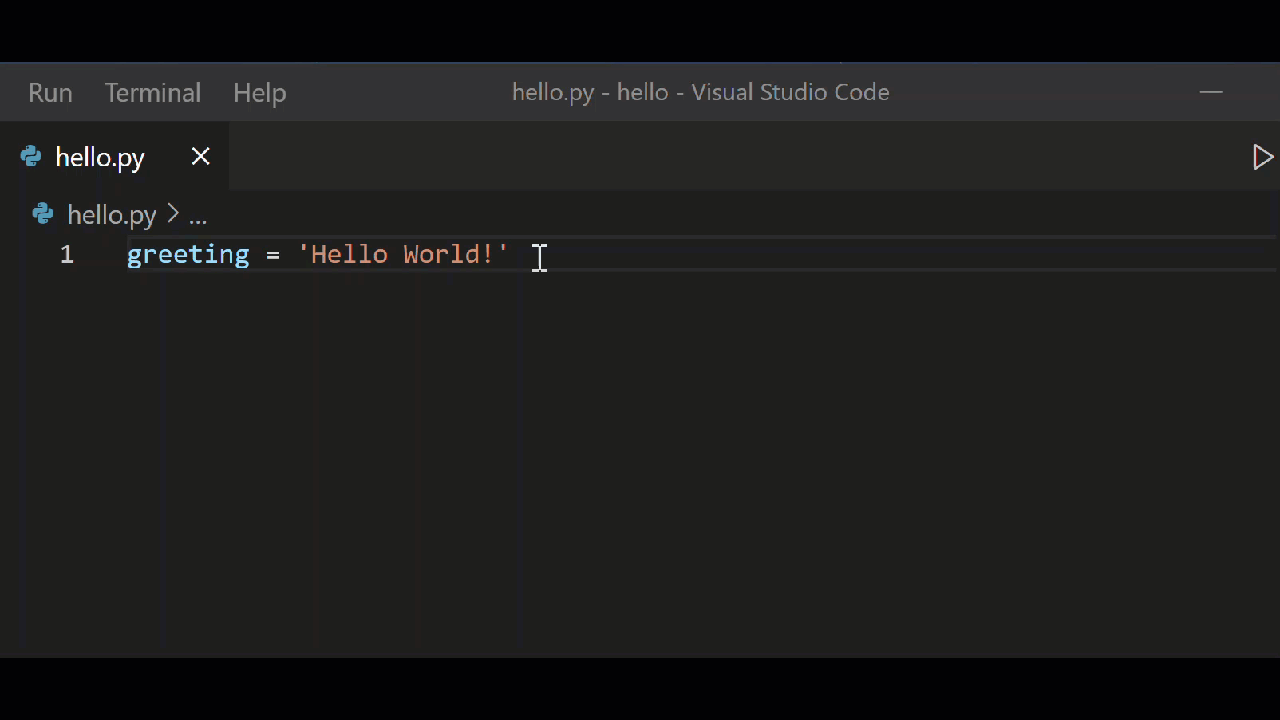 Run Terminal Help hello.py - hello - Visual Studio Code
hello.py
hello.py > ...
1 greeting = 'Hello World!'